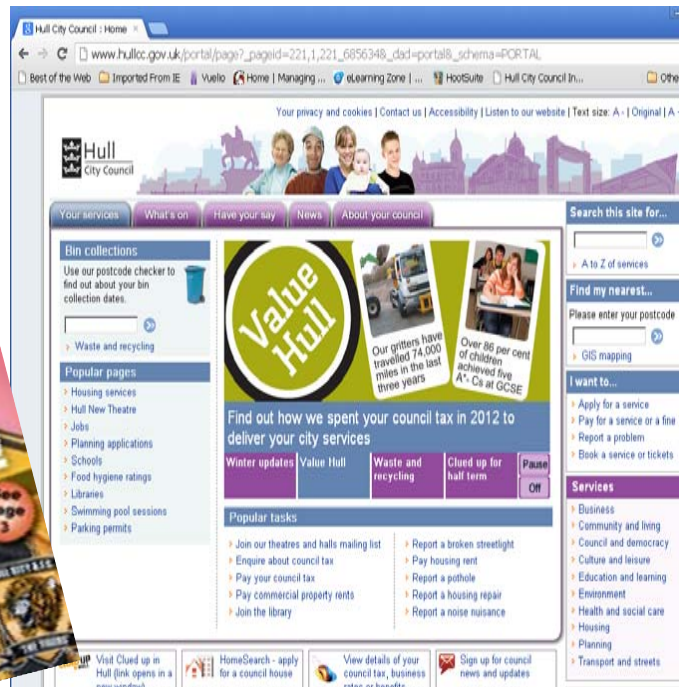 Hull City Council : Home
www.hullcc.gov.uk/portal/page?_pageid=221,1,221_685634&_dad=portal&_schema=PORTAL
Best of the Web
Imported From IE
Vuelio
Home | Managing ...
eLearning Zone | ...
HootSuite
Hull City Council In...
Othe
Your privacy and cookies | Contact us | Accessibility | Listen to our website | Text size: A - | Original | A
Hull
City Council
Your services
What's on
Have your say
News
About your council
Bin collections
Use our postcode checker to
find out about your bin
collection dates.
Waste and recycling
Popular pages
Housing services
Hull New Theatre
Jobs
Planning applications
Schools
Food hygiene ratings
Libraries
Swimming pool sessions
Parking permits
Value
Hull
Our gritters have
travelled 74,000
miles in the last
three years
Over 86 per cent
of children
achieved five
A*- Cs at GCSE
Find out how we spent your council tax in 2012 to
deliver your city services
Winter updates
Value Hull
Waste and
recycling
Clued up for
half term
Pause
Off
Popular tasks
Join our theatres and halls mailing list
Enquire about council tax
Pay your council tax
Pay commercial property rents
Join the library
Report a broken streetlight
Pay housing rent
Report a pothole
Report a housing repair
Report a noise nuisance
Search this site for...
A to Z of services
Find my nearest...
Please enter your postcode
GIS mapping
I want to...
Apply for a service
Pay for a service or a fine
Report a problem
Book a service or tickets
Services
Business
Community and living
Council and democracy
Culture and leisure
Education and learning
Environment
Health and social care
Housing
Planning
Transport and streets
Visit Clued up in
Hull (link opens in a
new window)
HomeSearch - apply
for a council house
View details of your
council tax, business
rates or benefits
Sign up for council
news and updates